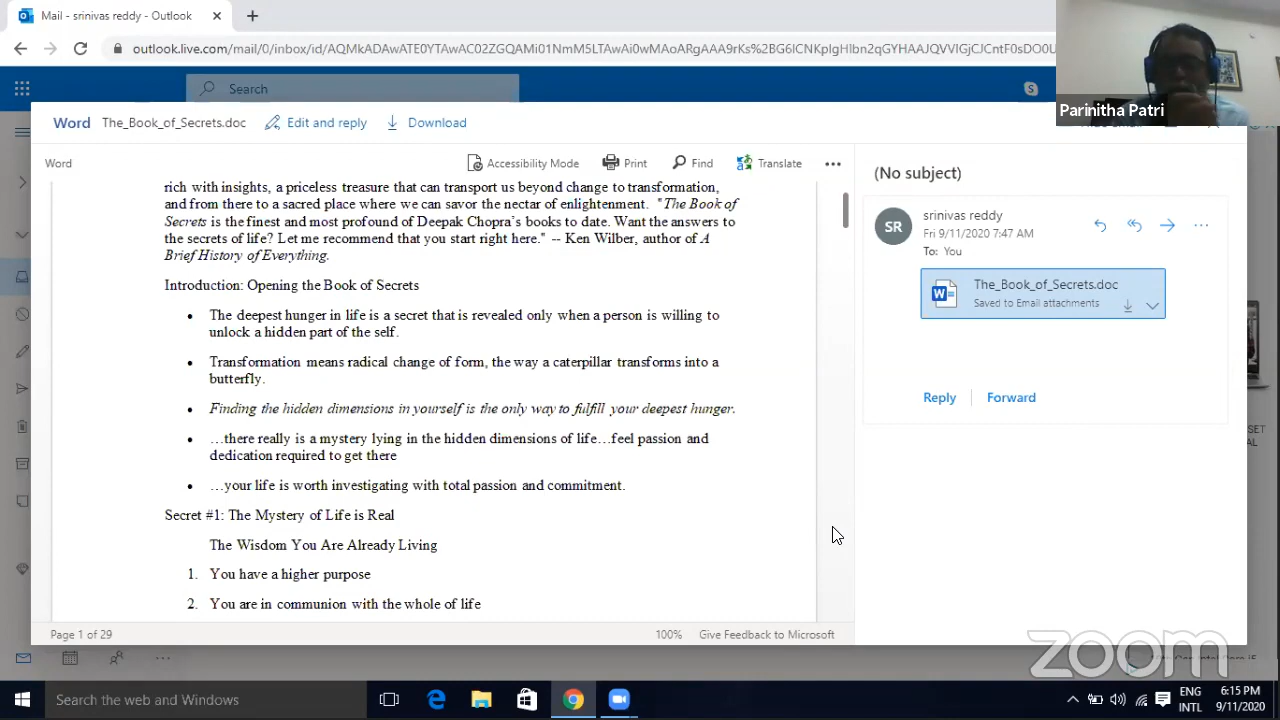 Mail - srinivas reddy - Outlook
Search
Parinitha Patri
Word The_Book_of_Secrets.doc Edit and reply Download
Word Accessibility Mode Print Find Translate
rich with insights, a priceless treasure that can transport us beyond change to transformation,
and from there to a sacred place where we can savor the nectar of enlightenment. "The Book of
Secrets is the finest and most profound of Deepak Chopra's books to date. Want the answers to
the secrets of life? Let me recommend that you start right here." -- Ken Wilber, author of A
Brief History of Everything.
Introduction: Opening the Book of Secrets
• The deepest hunger in life is a secret that is revealed only when a person is willing to
unlock a hidden part of the self.
• Transformation means radical change of form, the way a caterpillar transforms into a
butterfly.
• Finding the hidden dimensions in yourself is the only way to fulfill your deepest hunger.
• …there really is a mystery lying in the hidden dimensions of life…feel passion and
dedication required to get there
• …your life is worth investigating with total passion and commitment.
Secret #1: The Mystery of Life is Real
The Wisdom You Are Already Living
1. You have a higher purpose
2. You are in communion with the whole of life
Page 1 of 29 100% Give Feedback to Microsoft
(No subject)
SR
srinivas reddy
Fri 9/11/2020 7:47 AM
To: You
The_Book_of_Secrets.doc
Saved to Email attachments
Reply Forward
zoom
Search the web and Windows
ENG
INTL
6:15 PM
9/11/2020